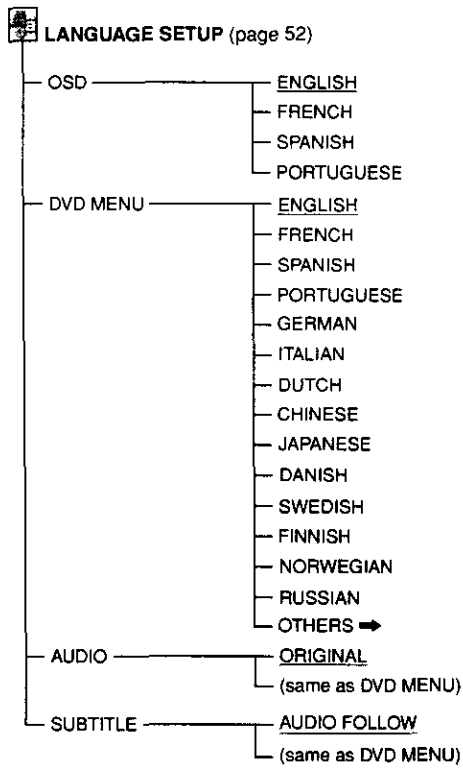 LANGUAGE SETUP (page 52)
OSD
ENGLISH
FRENCH
SPANISH
PORTUGUESE
DVD MENU
ENGLISH
FRENCH
SPANISH
PORTUGUESE
GERMAN
ITALIAN
DUTCH
CHINESE
JAPANESE
DANISH
SWEDISH
FINNISH
NORWEGIAN
RUSSIAN
OTHERS ➡
AUDIO
ORIGINAL
(same as DVD MENU)
SUBTITLE
AUDIO FOLLOW
(same as DVD MENU)